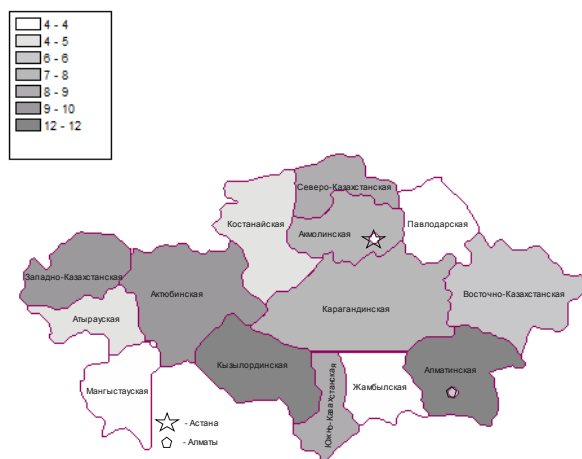 4 - 4
4 - 5
6 - 6
7 - 8
8 - 9
9 - 10
12 - 12
Северо-Казахстанская
Костанайская
Акмолинская
Павлодарская
Западно-Казахстанская
Актюбинская
Восточно-Казахстанская
Карагандинская
Атырауская
Кызылординская
Алматинская
Мангыстауская
Южно-Казахстанская
Жамбылская
- Астана
- Алматы